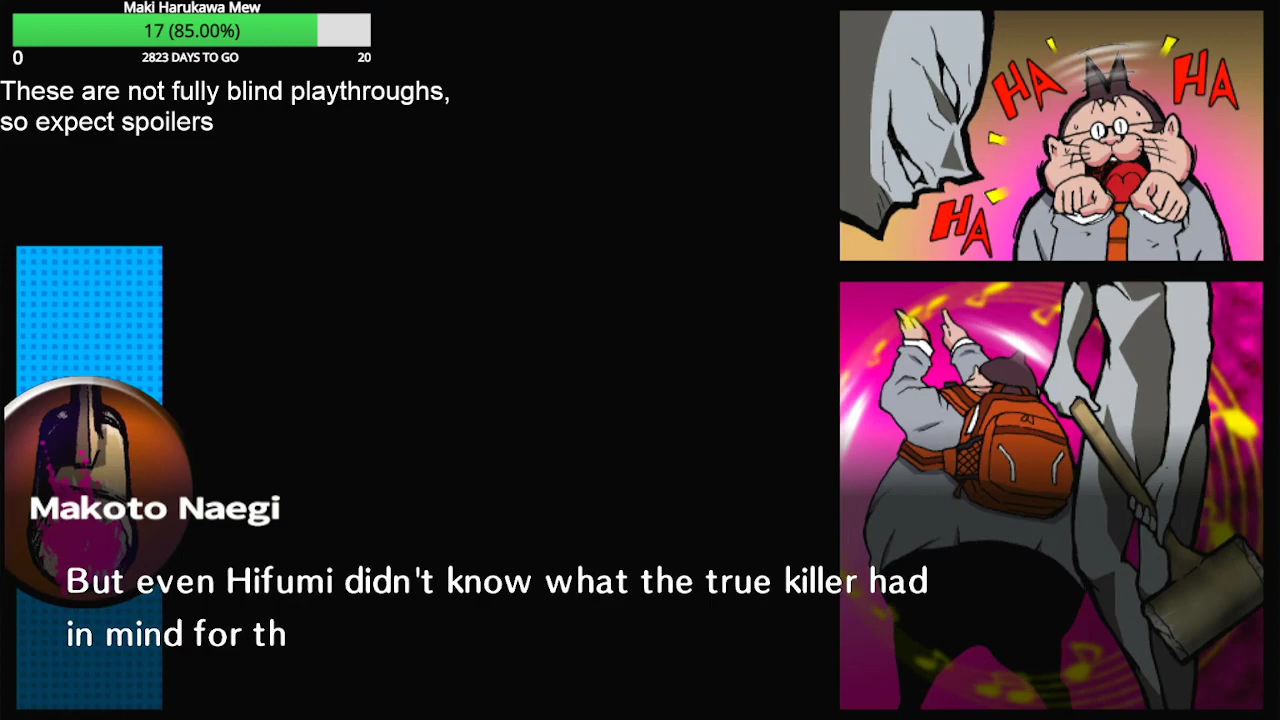 Maki Harukawa Mew
17 (85.00%)
0
2823 DAYS TO GO
20
These are not fully blind playthroughs,
so expect spoilers
HA
HA
HA
Makoto Naegi
But even Hifumi didn't know what the true killer had
in mind for th